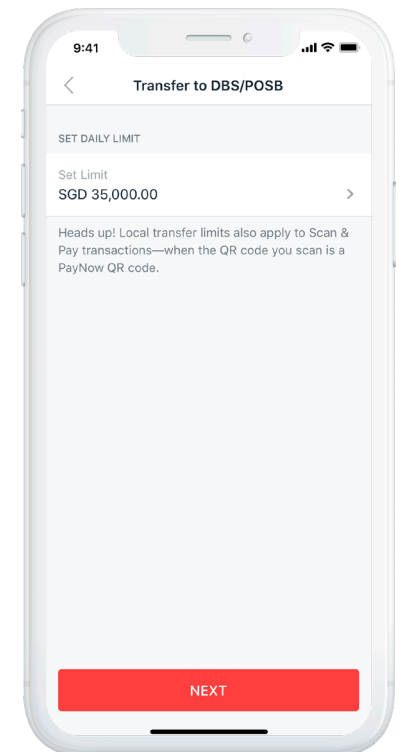 9:41
Transfer to DBS/POSB
SET DAILY LIMIT
Set Limit
SGD 35,000.00
Heads up! Local transfer limits also apply to Scan &
Pay transactions—when the QR code you scan is a
PayNow QR code.
NEXT